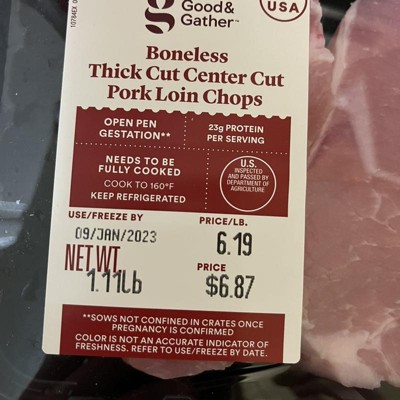 Good&
Gather™
USA
Boneless
Thick Cut Center Cut
Pork Loin Chops
OPEN PEN
GESTATION**
23g PROTEIN
PER SERVING
NEEDS TO BE
FULLY COOKED
COOK TO 160°F
KEEP REFRIGERATED
U.S.
INSPECTED
AND PASSED BY
DEPARTMENT OF
AGRICULTURE
USE/FREEZE BY
09/JAN/2023
PRICE/LB.
6.19
NET WT.
1.11lb
PRICE
$6.87
**SOWS NOT CONFINED IN CRATES ONCE
PREGNANCY IS CONFIRMED
COLOR IS NOT AN ACCURATE INDICATOR OF
FRESHNESS. REFER TO USE/FREEZE BY DATE.